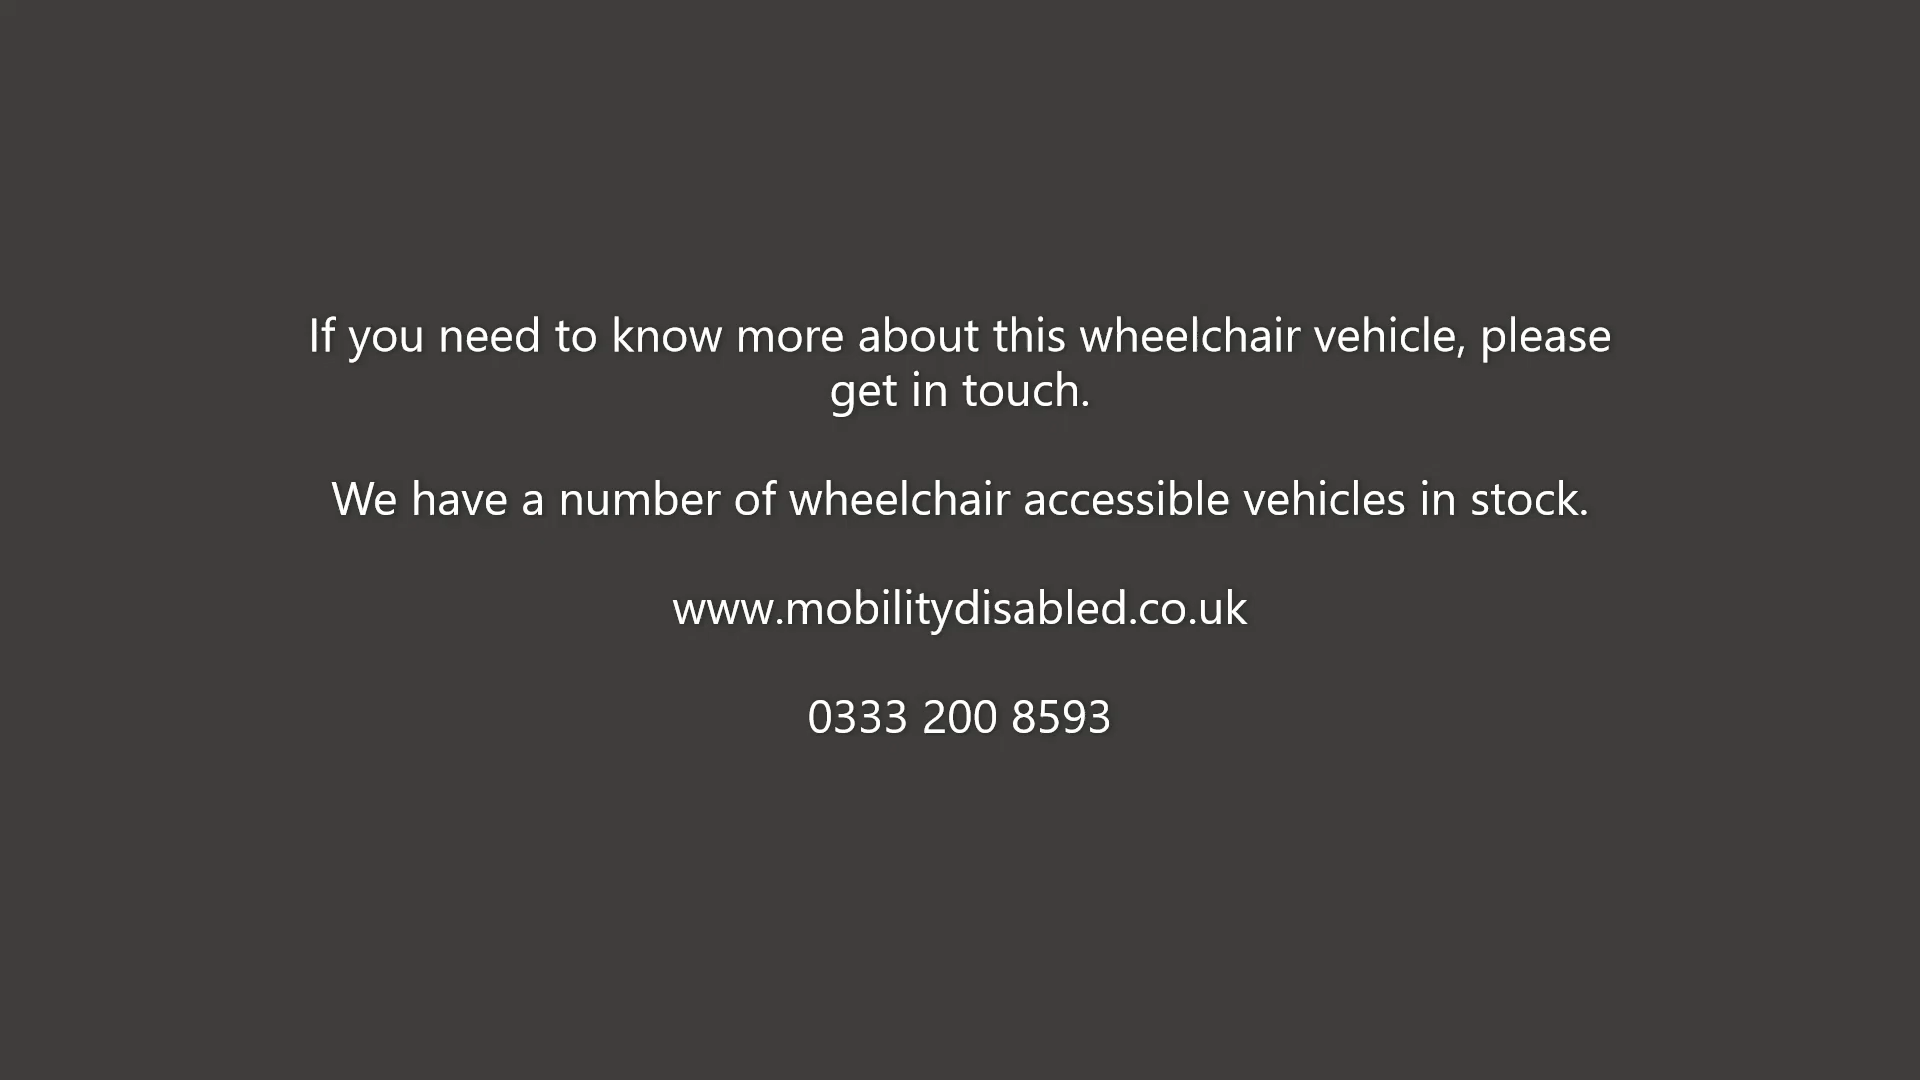 If you need to know more about this wheelchair vehicle, please
get in touch.
We have a number of wheelchair accessible vehicles in stock.
www.mobilitydisabled.co.uk
0333 200 8593